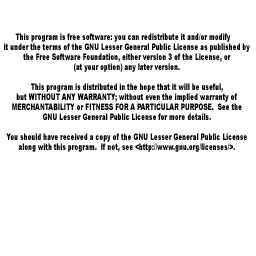 This program is free software: you can redistribute it and/or modify
it under the terms of the GNU Lesser General Public License as published by
the Free Software Foundation, either version 3 of the License, or
(at your option) any later version.
This program is distributed in the hope that it will be useful,
but WITHOUT ANY WARRANTY; without even the implied warranty of
MERCHANTABILITY or FITNESS FOR A PARTICULAR PURPOSE.  See the
GNU Lesser General Public License for more details.
You should have received a copy of the GNU Lesser General Public License
along with this program.  If not, see <http://www.gnu.org/licenses/>.